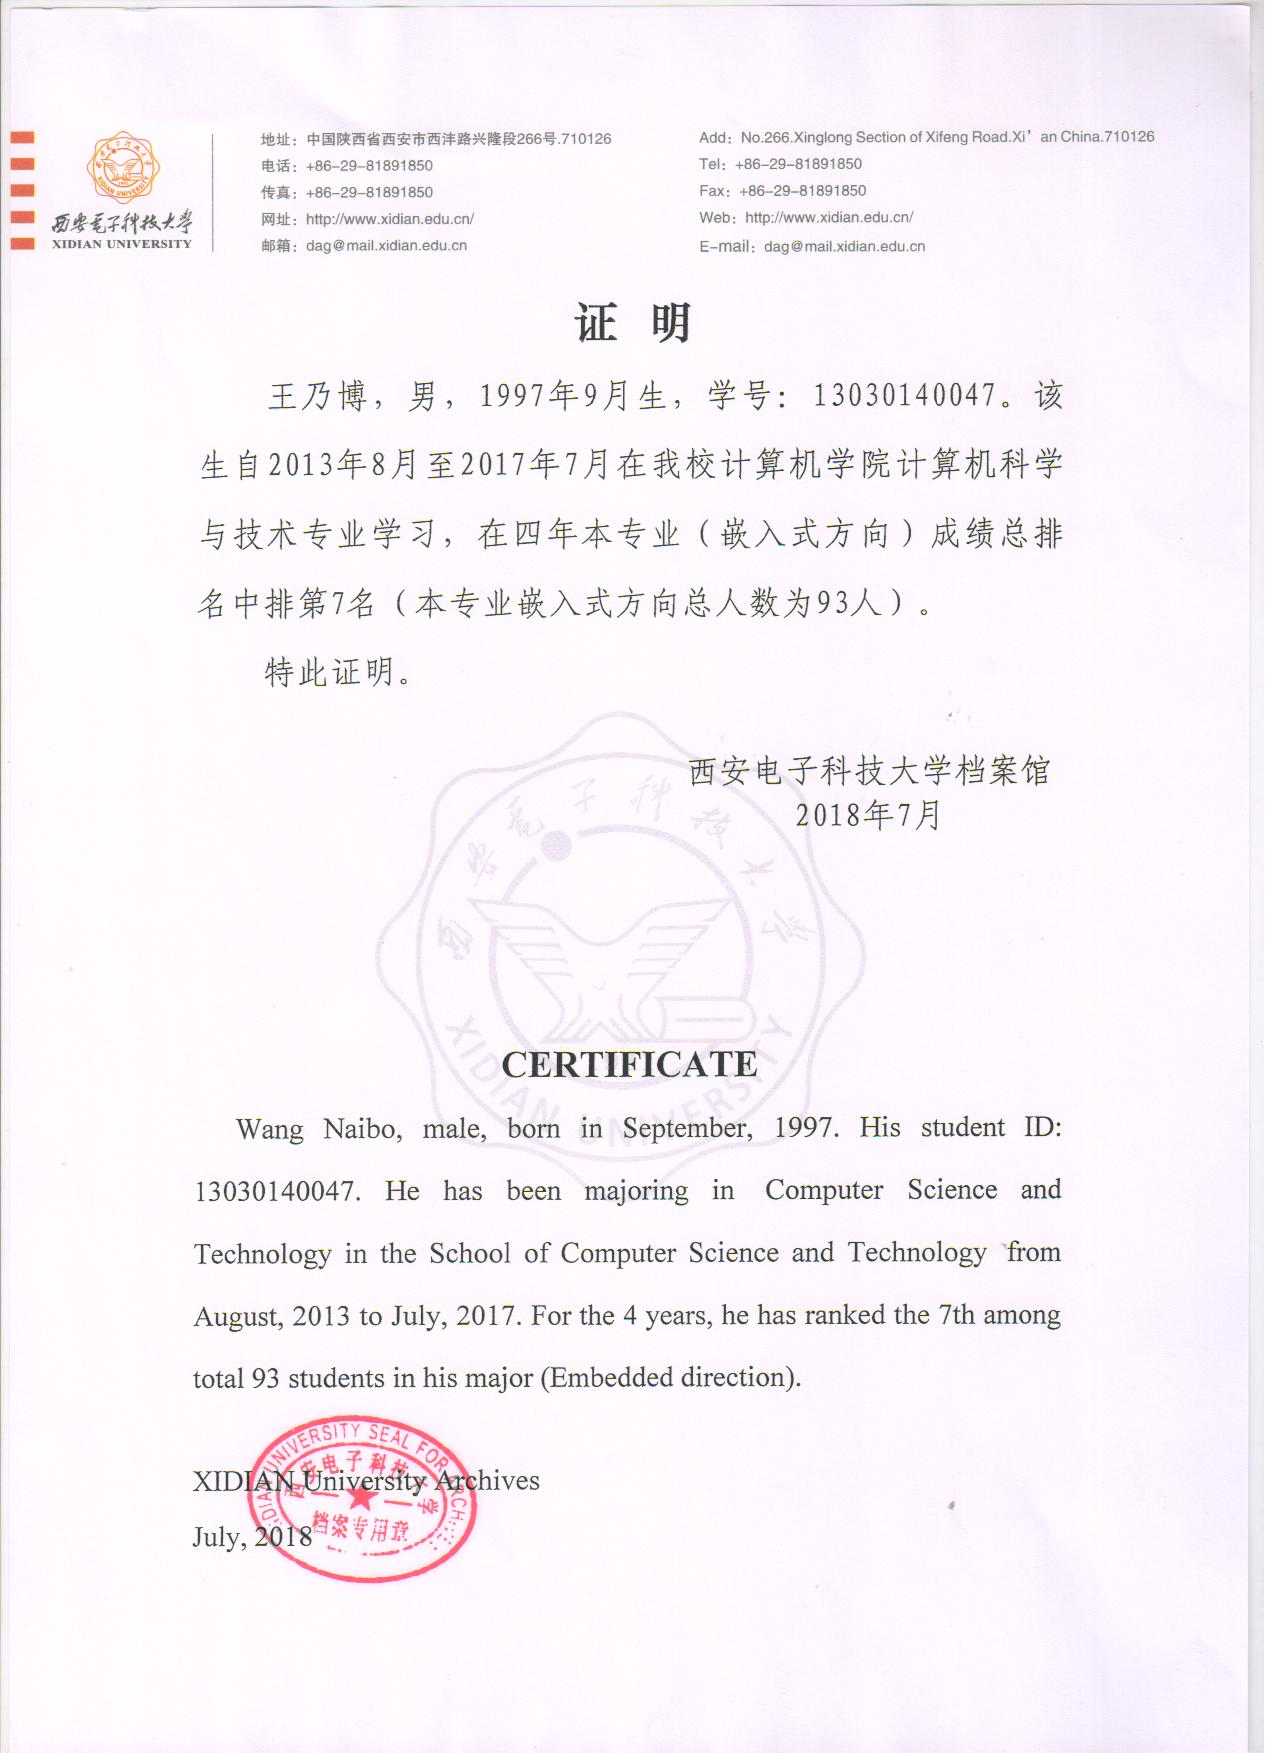 西安电子科技大学
XIDIAN UNIVERSITY
地址：中国陕西省西安市西沣路兴隆段266号.710126
电话：+86-29-81891850
传真：+86-29-81891850
网址：http://www.xidian.edu.cn/
邮箱：dag@mail.xidian.edu.cn
Add：No.266.Xinglong Section of Xifeng Road.Xi’an China.710126
Tel：+86-29-81891850
Fax：+86-29-81891850
Web：http://www.xidian.edu.cn/
E-mail：dag@mail.xidian.edu.cn
证 明
王乃博，男，1997年9月生，学号：13030140047。该
生自2013年8月至2017年7月在我校计算机学院计算机科学
与技术专业学习，在四年本专业（嵌入式方向）成绩总排
名中排第7名（本专业嵌入式方向总人数为93人）。
特此证明。
西安电子科技大学档案馆
2018年7月
西安电子科技大学
XIDIAN UNIVERSITY
CERTIFICATE
Wang Naibo, male, born in September, 1997. His student ID:
13030140047. He has been majoring in Computer Science and
Technology in the School of Computer Science and Technology from
August, 2013 to July, 2017. For the 4 years, he has ranked the 7th among
total 93 students in his major (Embedded direction).
XIDIAN University Archives
July, 2018
UNIVERSITY SEAL FOR
西安电子科技大学
档案专用章